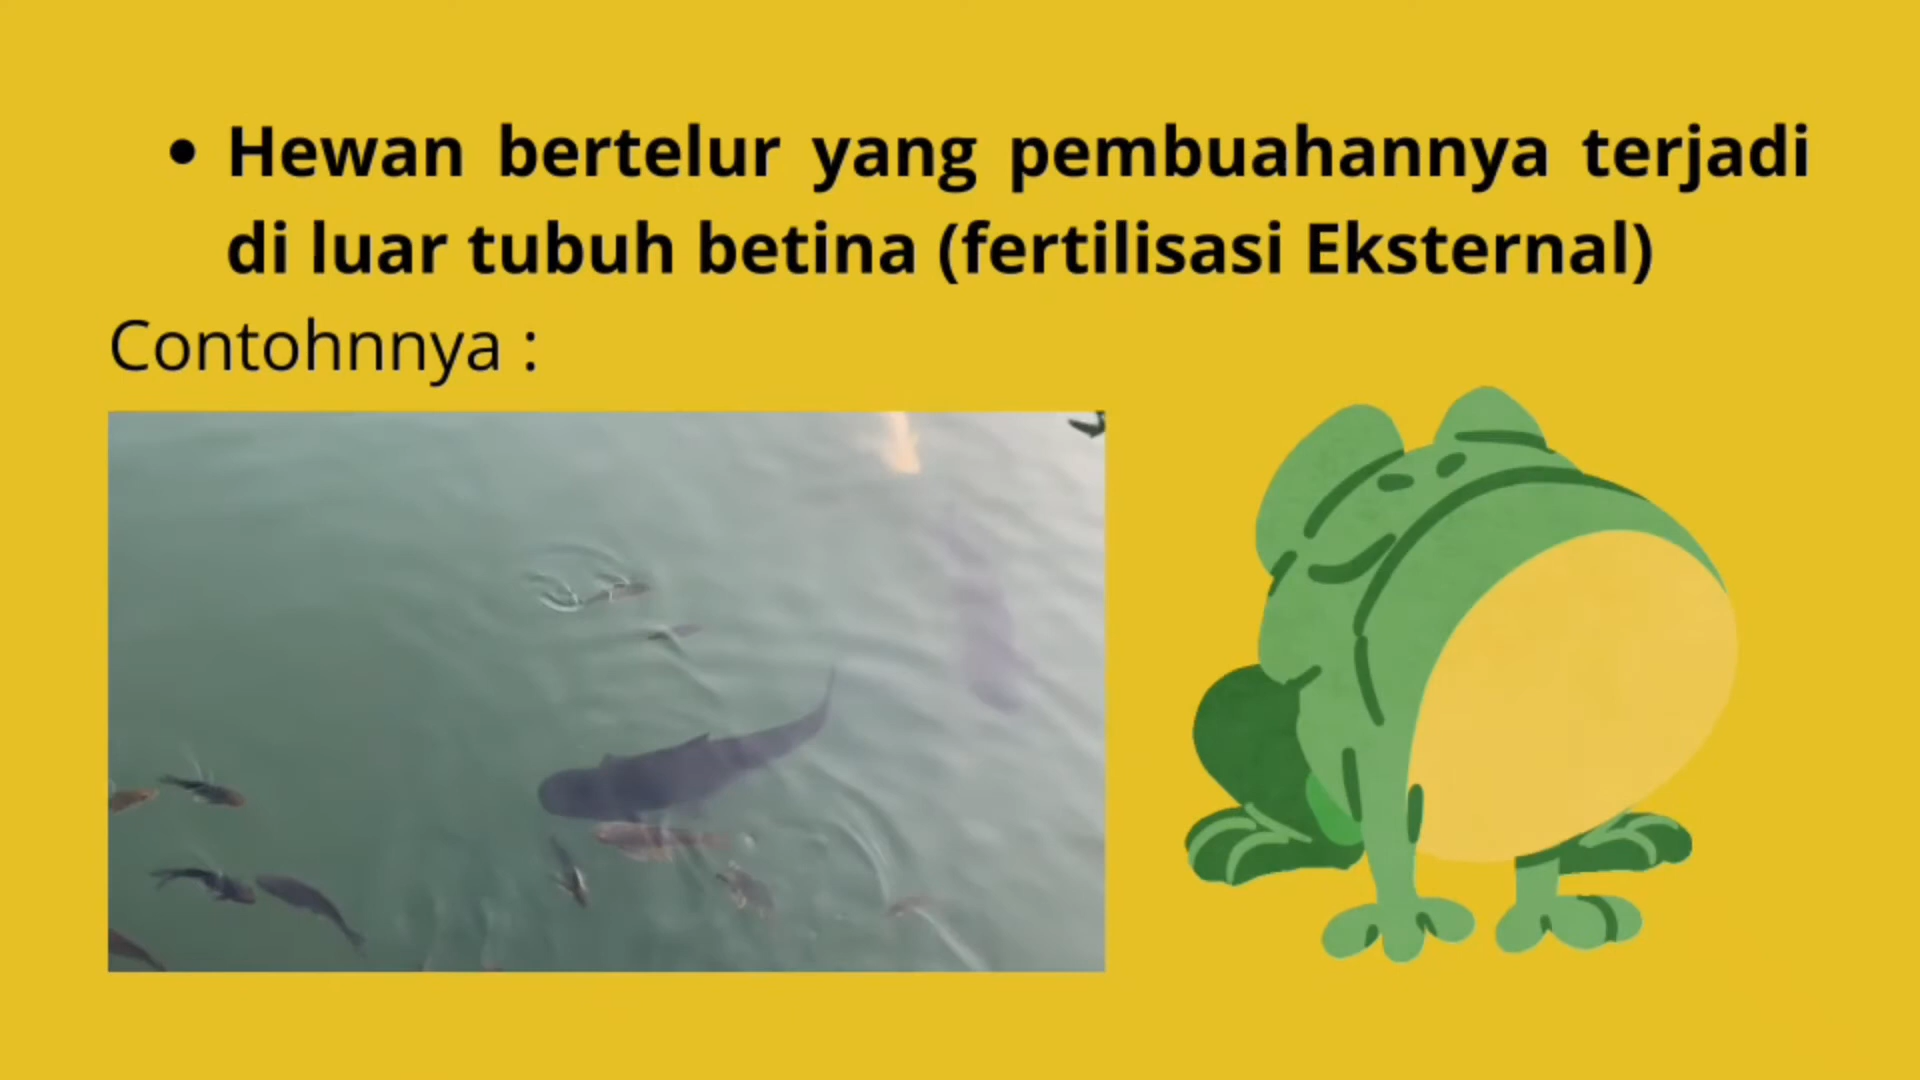 • Hewan bertelur yang pembuahannya terjadi
di luar tubuh betina (fertilisasi Eksternal)
Contohnnya :